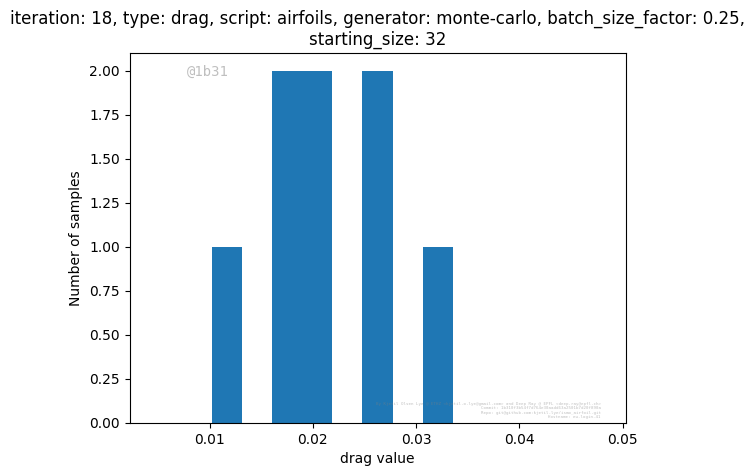 iteration: 18, type: drag, script: airfoils, generator: monte-carlo, batch_size_factor: 0.25,
starting_size: 32
@1b31
2.00
1.75
1.50
1.25
1.00
0.75
0.50
0.25
0.00
Number of samples
0.01
0.02
0.03
0.04
0.05
drag value